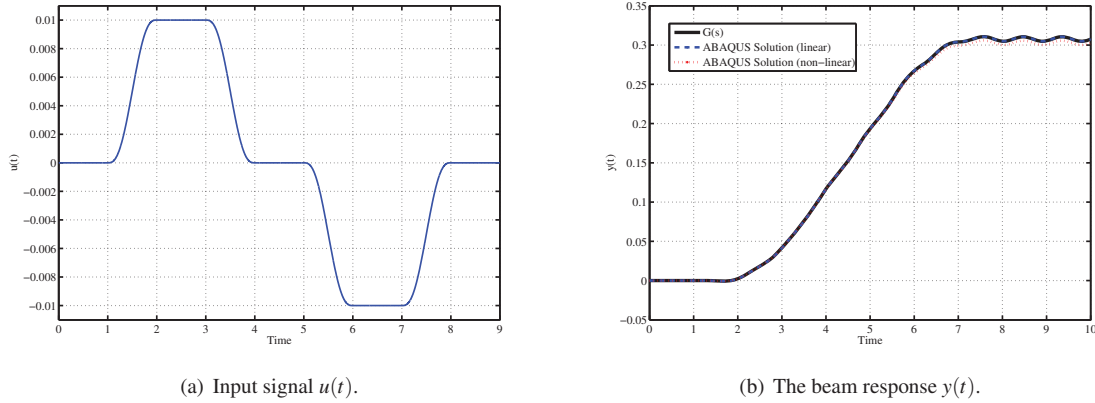 0.01
0.008
0.006
0.004
0.002
0
−0.002
−0.004
−0.006
−0.008
−0.01
u(t)
0 1 2 3 4 5 6 7 8 9
Time
(a) Input signal u(t).
0.35
0.3
0.25
0.2
0.15
0.1
0.05
0
−0.05
y(t)
G(s)
ABAQUS Solution (linear)
ABAQUS Solution (non−linear)
0 1 2 3 4 5 6 7 8 9 10
Time
(b) The beam response y(t).